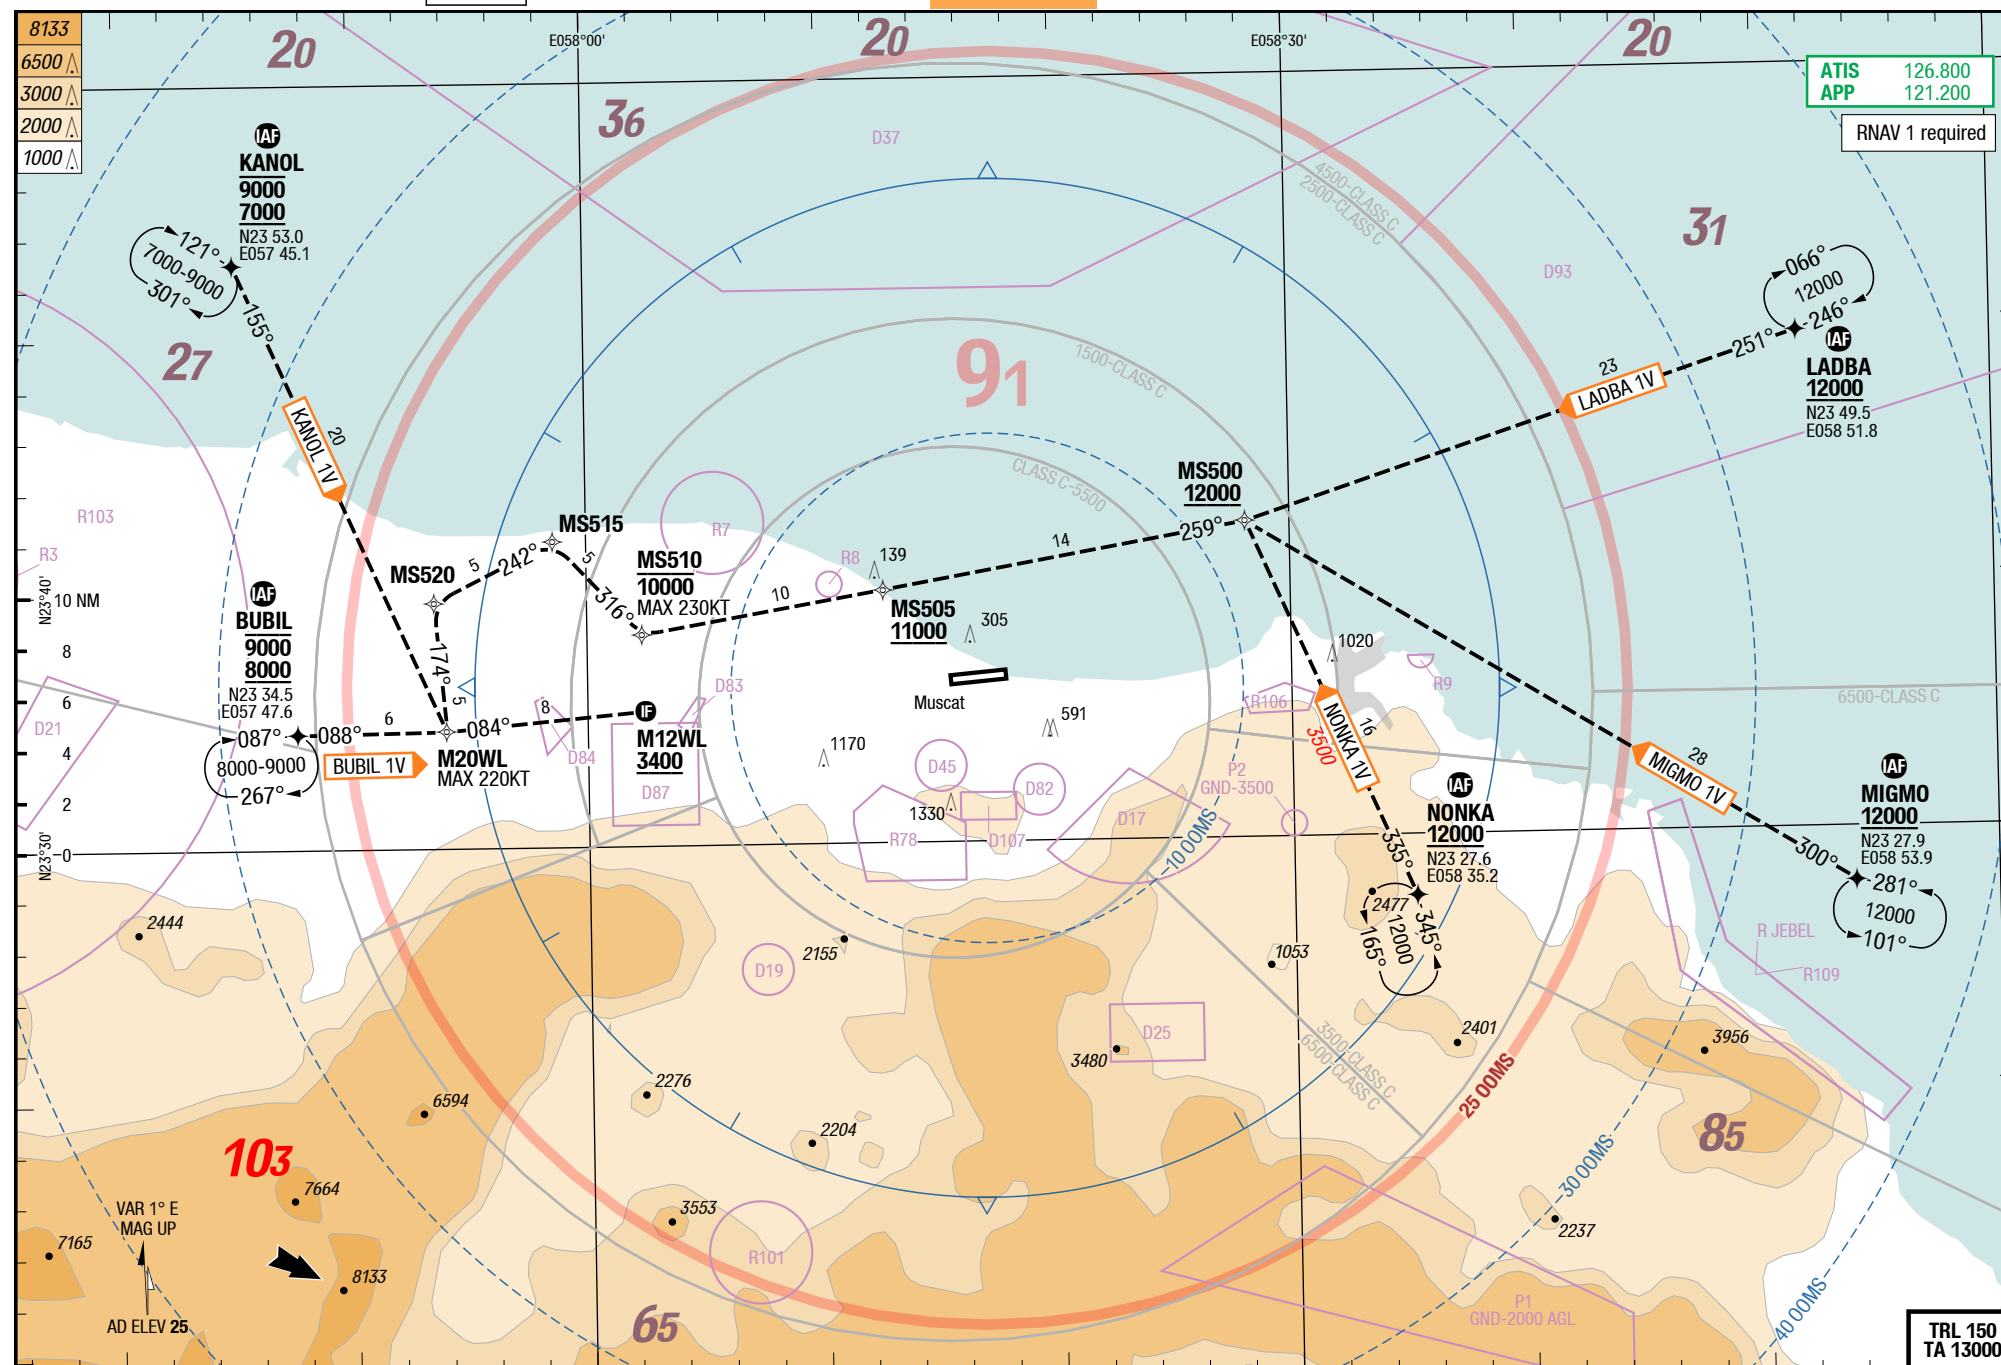 8133
6500
3000
2000
1000
20
E058°00'
20
E058°30'
20
ATIS 126.800
APP 121.200
RNAV 1 required
36
D37
IAF
KANOL
9000
7000
N23 53.0
E057 45.1
121°
7000-9000
301°
155°
20
KANOL 1V
27
4500-CLASS C
2500-CLASS C
31
D93
066°
12000
246°
251°
IAF
LADBA
12000
N23 49.5
E058 51.8
23
LADBA 1V
91
1500-CLASS C
CLASS C-5500
MS500
12000
259°
14
R103
R3
R7
R8
139
MS515
5
242°
5
316°
MS510
10000
MAX 230KT
10
MS505
11000
305
MS520
174°
5
N23°40'
10 NM
8
6
4
2
0
N23°30'
IAF
BUBIL
9000
8000
N23 34.5
E057 47.6
087°
8000-9000
267°
088°
6
BUBIL 1V
M20WL
MAX 220KT
084°
8
IF
M12WL
3400
D83
D84
D87
D21
Muscat
591
1170
D45
D82
1330
D107
R78
D17
P2
GND-3500
1020
R9
R106
16
NONKA 1V
3500
6500-CLASS C
28
MIGMO 1V
300°
IAF
MIGMO
12000
N23 27.9
E058 53.9
281°
12000
101°
IAF
NONKA
12000
N23 27.6
E058 35.2
335°
2477
345°
12000
165°
10 00MS
2444
2155
D19
1053
R JEBEL
R109
D25
3480
3500-CLASS C
6500-CLASS C
2401
3956
25 00MS
6594
2276
2204
85
103
7664
30 00MS
VAR 1° E
MAG UP
7165
8133
3553
R101
2237
AD ELEV 25
65
P1
GND-2000 AGL
40 00MS
TRL 150
TA 13000